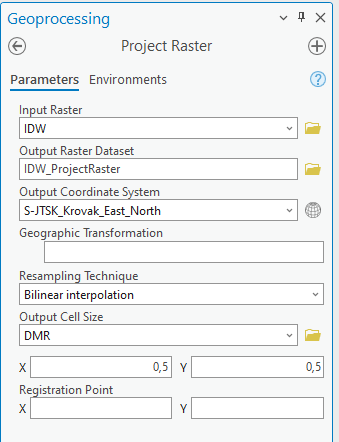 Geoprocessing
Project Raster
Parameters Environments ?
Input Raster
IDW
Output Raster Dataset
IDW_ProjectRaster
Output Coordinate System
S-JTSK_Krovak_East_North
Geographic Transformation
Resampling Technique
Bilinear interpolation
Output Cell Size
DMR
X 0,5 Y 0,5
Registration Point
X Y